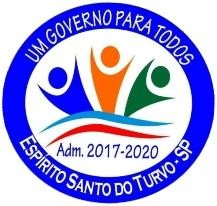 UM GOVERNO PARA TODOS
Adm. 2017-2020
ESPÍRITO SANTO DO TURVO - SP